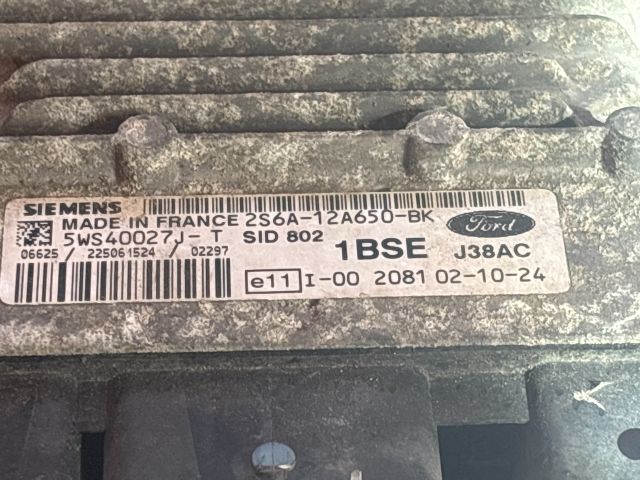 SIEMENS
MADE IN FRANCE 2S6A-12A650-BK
Ford
5WS40027J-T SID 802
1BSE J38AC
06625 / 225061524 / 02297
e11 I-00 2081 02-10-24